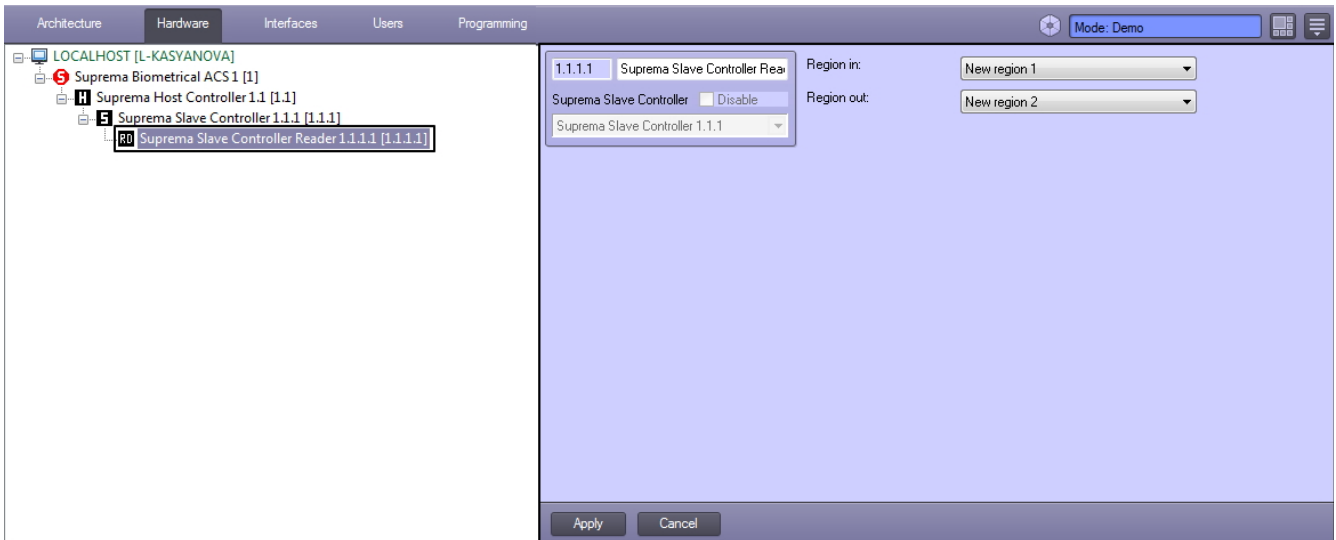 Architecture Hardware Interfaces Users Programming Mode: Demo
LOCALHOST [L-KASYANOVA]
Suprema Biometrical ACS 1 [1]
H Suprema Host Controller 1.1 [1.1]
S Suprema Slave Controller 1.1.1 [1.1.1]
RD Suprema Slave Controller Reader 1.1.1.1 [1.1.1.1]
1.1.1.1 Suprema Slave Controller Rea
Suprema Slave Controller Disable
Suprema Slave Controller 1.1.1
Region in: New region 1
Region out: New region 2
Apply Cancel